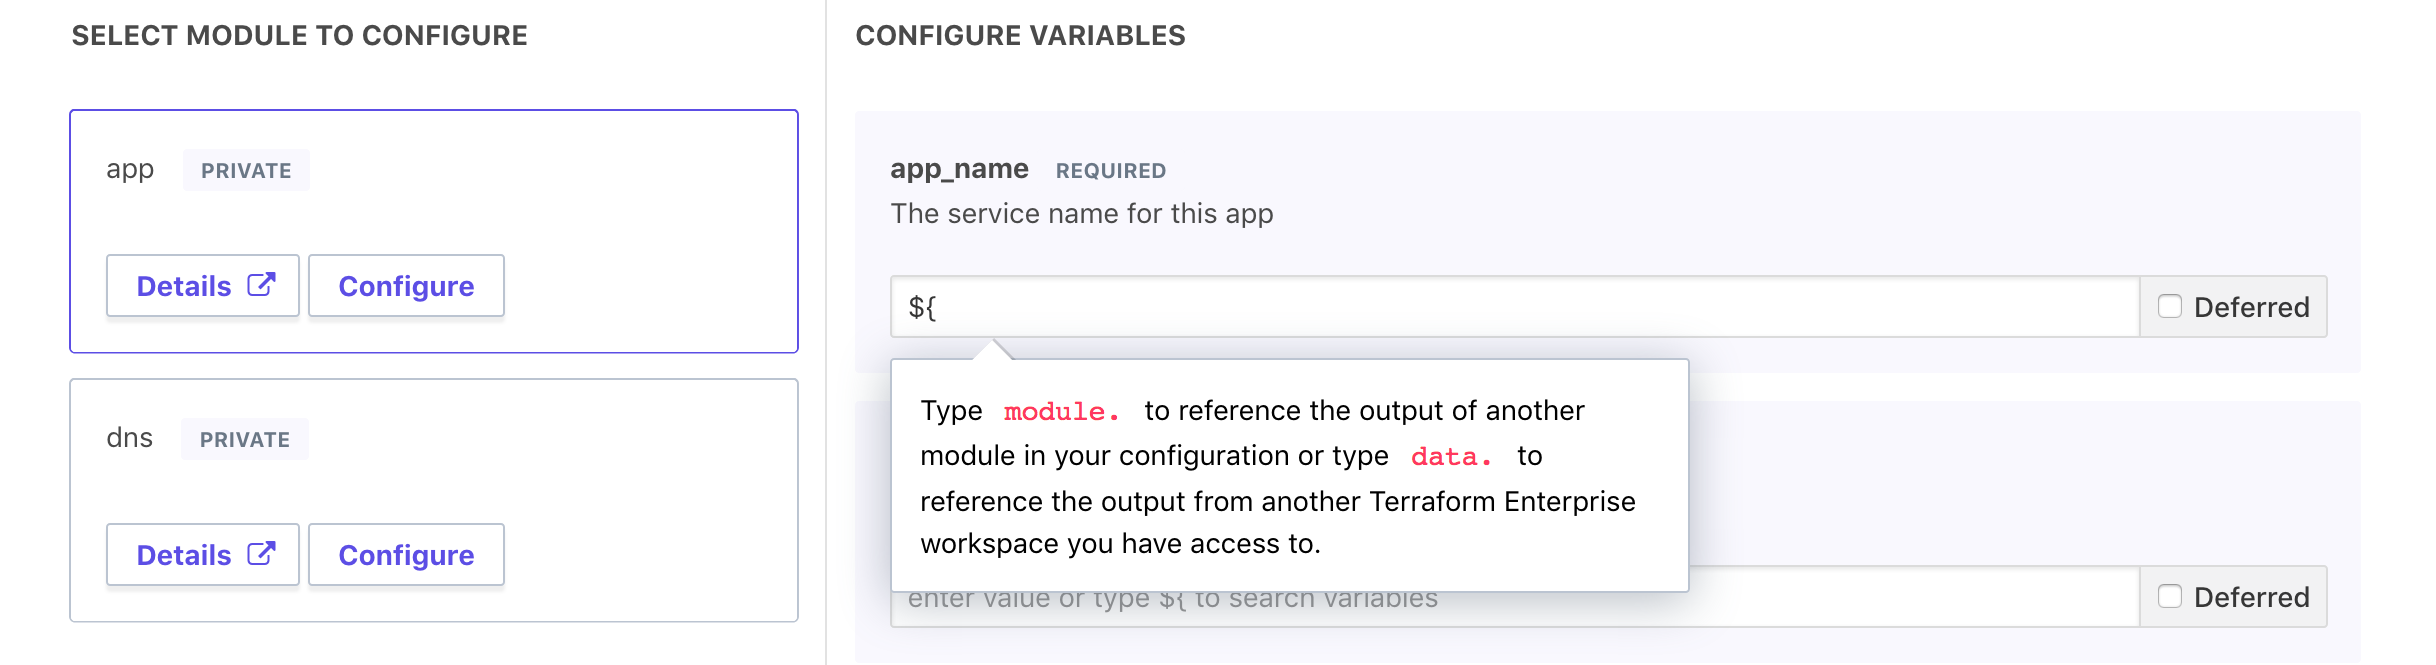 SELECT MODULE TO CONFIGURE
app PRIVATE
Details Configure
dns PRIVATE
Details Configure
CONFIGURE VARIABLES
app_name REQUIRED
The service name for this app
${
Deferred
Type module. to reference the output of another
module in your configuration or type data. to
reference the output from another Terraform Enterprise
workspace you have access to.
enter value or type ${ to search variables
Deferred